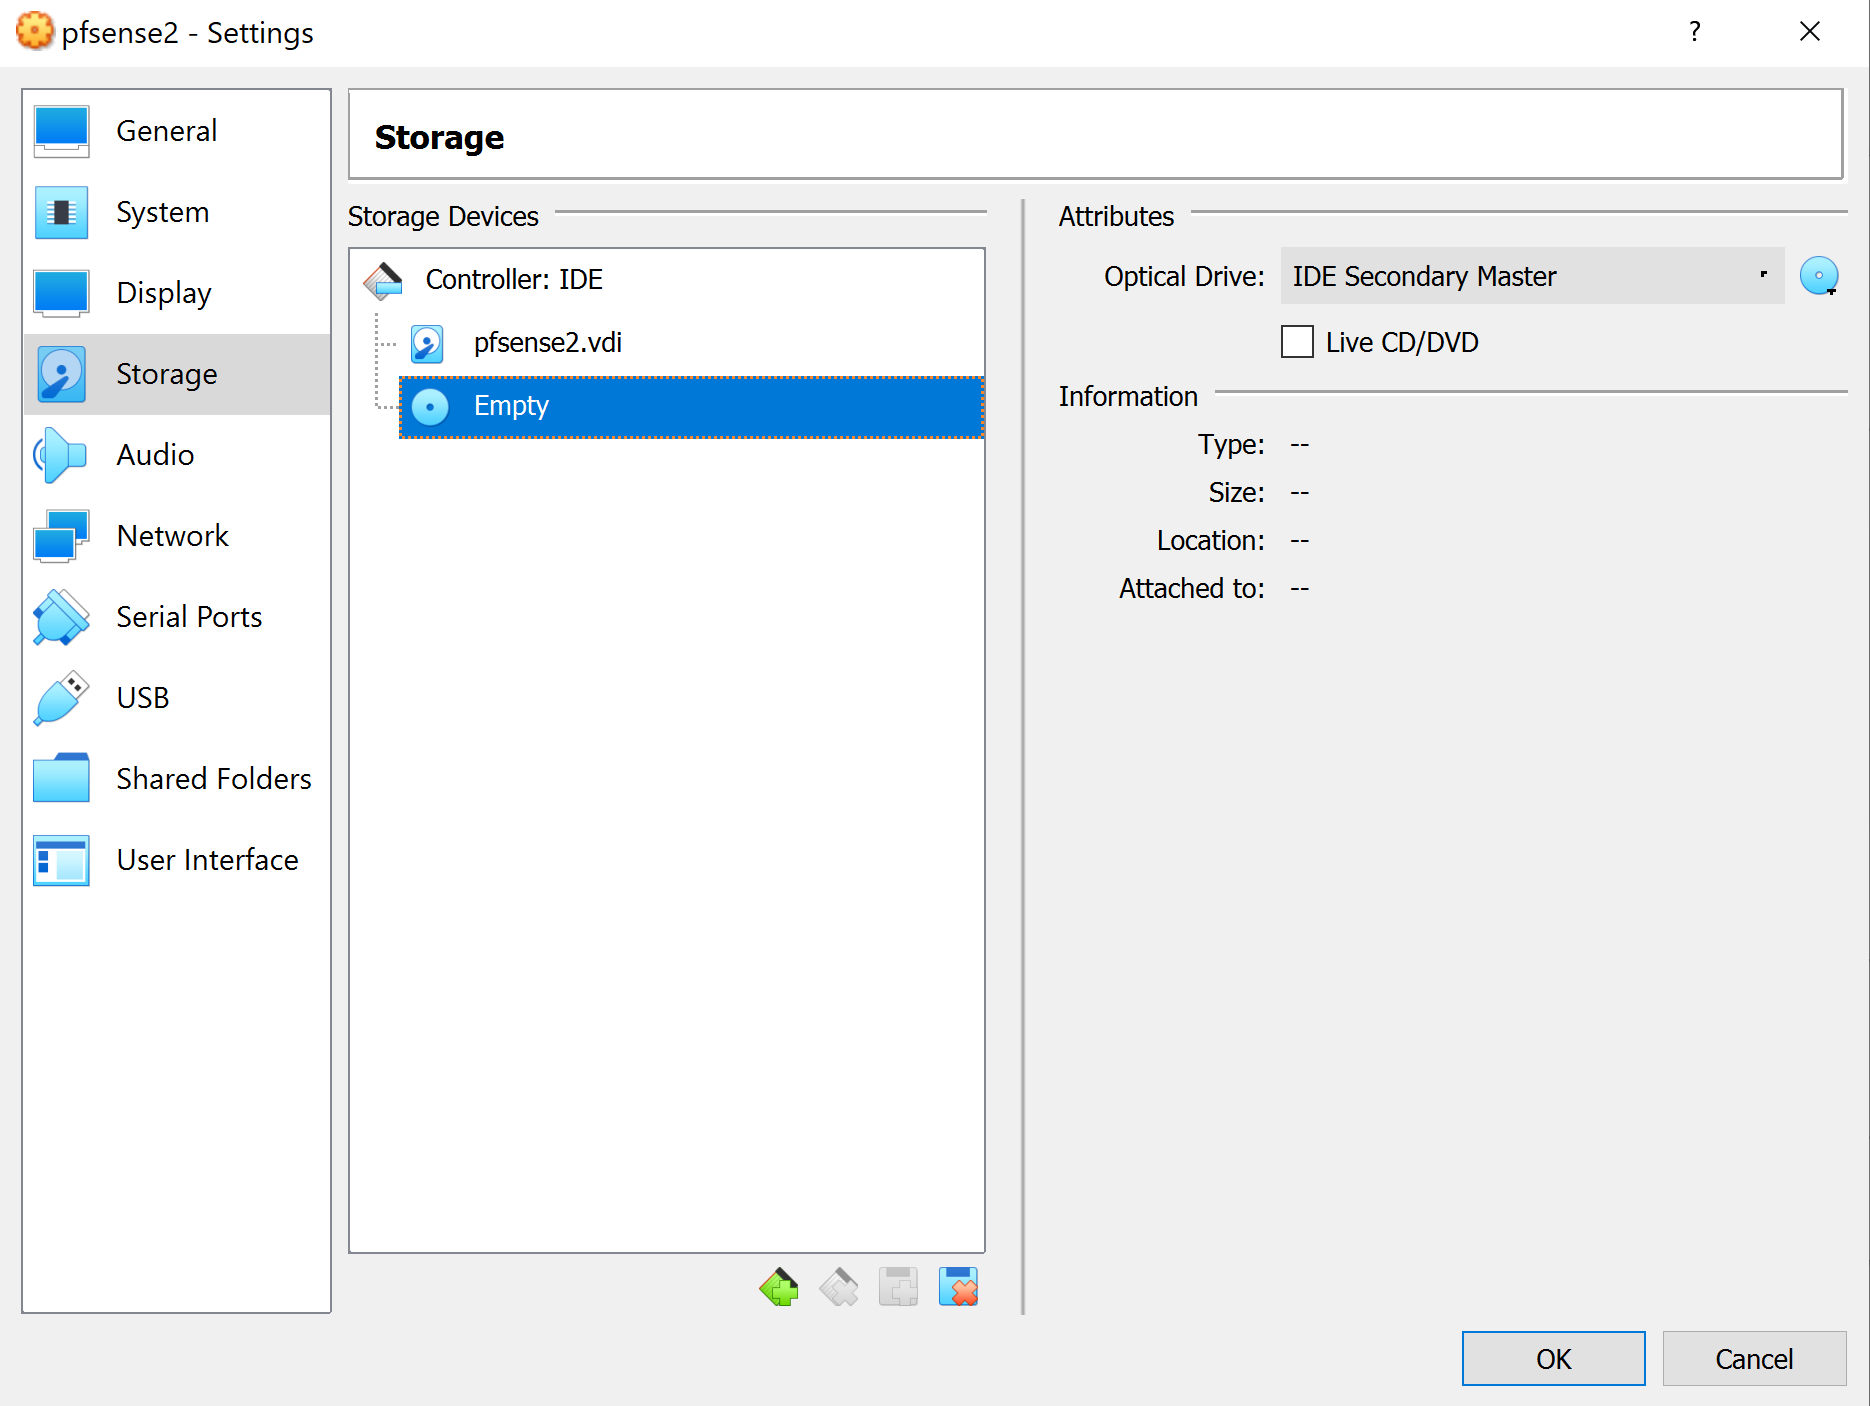 pfsense2 - Settings
?
General
System
Display
Storage
Audio
Network
Serial Ports
USB
Shared Folders
User Interface
Storage
Storage Devices
Controller: IDE
pfsense2.vdi
Empty
Attributes
Optical Drive: IDE Secondary Master
Live CD/DVD
Information
Type: --
Size: --
Location: --
Attached to: --
OK
Cancel